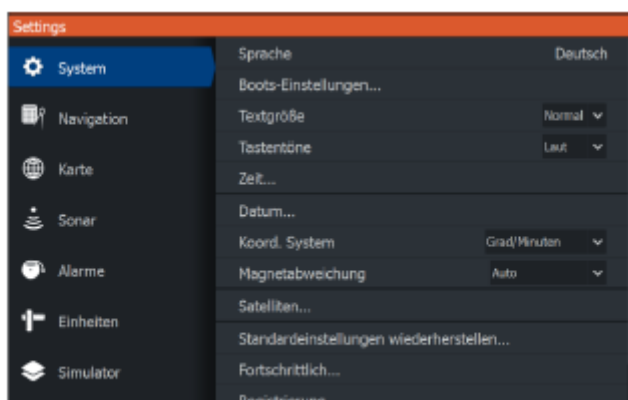 Settings
System
Navigation
Karte
Sonar
Alarme
Einheiten
Simulator
Sprache Deutsch
Boots-Einstellungen...
Textgröße Normal
Tastentöne Laut
Zeit...
Datum...
Koord. System Grad/Minuten
Magnetabweichung Auto
Satelliten...
Standardeinstellungen wiederherstellen...
Fortschrittlich...